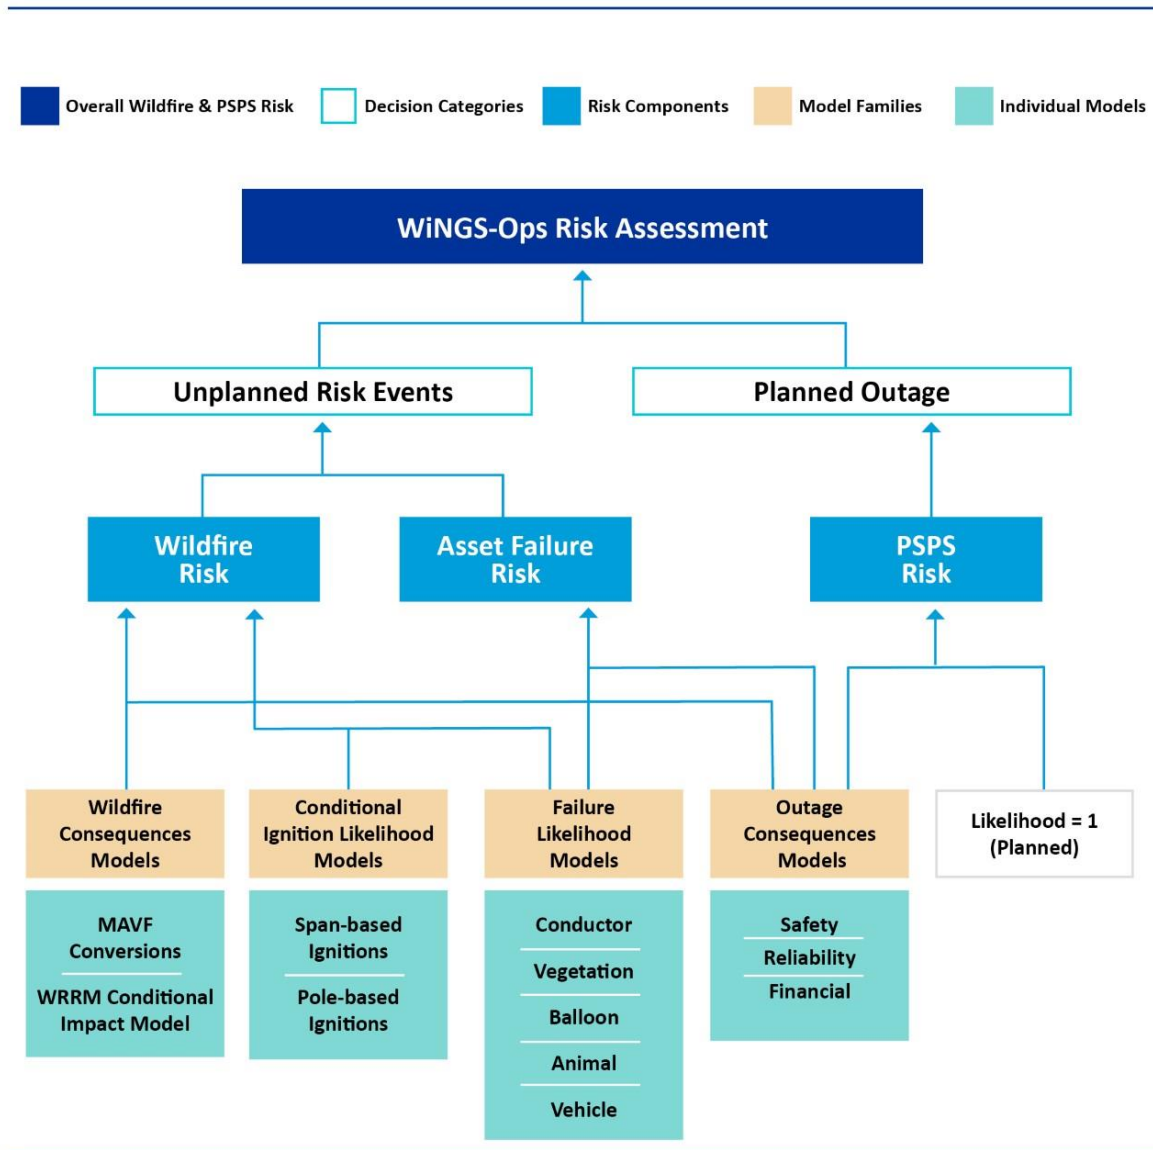 Overall Wildfire & PSPS Risk
Decision Categories
Risk Components
Model Families
Individual Models
WiNGS-Ops Risk Assessment
Unplanned Risk Events
Planned Outage
Wildfire
Risk
Asset Failure
Risk
PSPS
Risk
Wildfire
Consequences
Models
Conditional
Ignition Likelihood
Models
Failure
Likelihood
Models
Outage
Consequences
Models
Likelihood = 1
(Planned)
MAVF
Conversions
WRRM Conditional
Impact Model
Span-based
Ignitions
Pole-based
Ignitions
Conductor
Vegetation
Balloon
Animal
Vehicle
Safety
Reliability
Financial